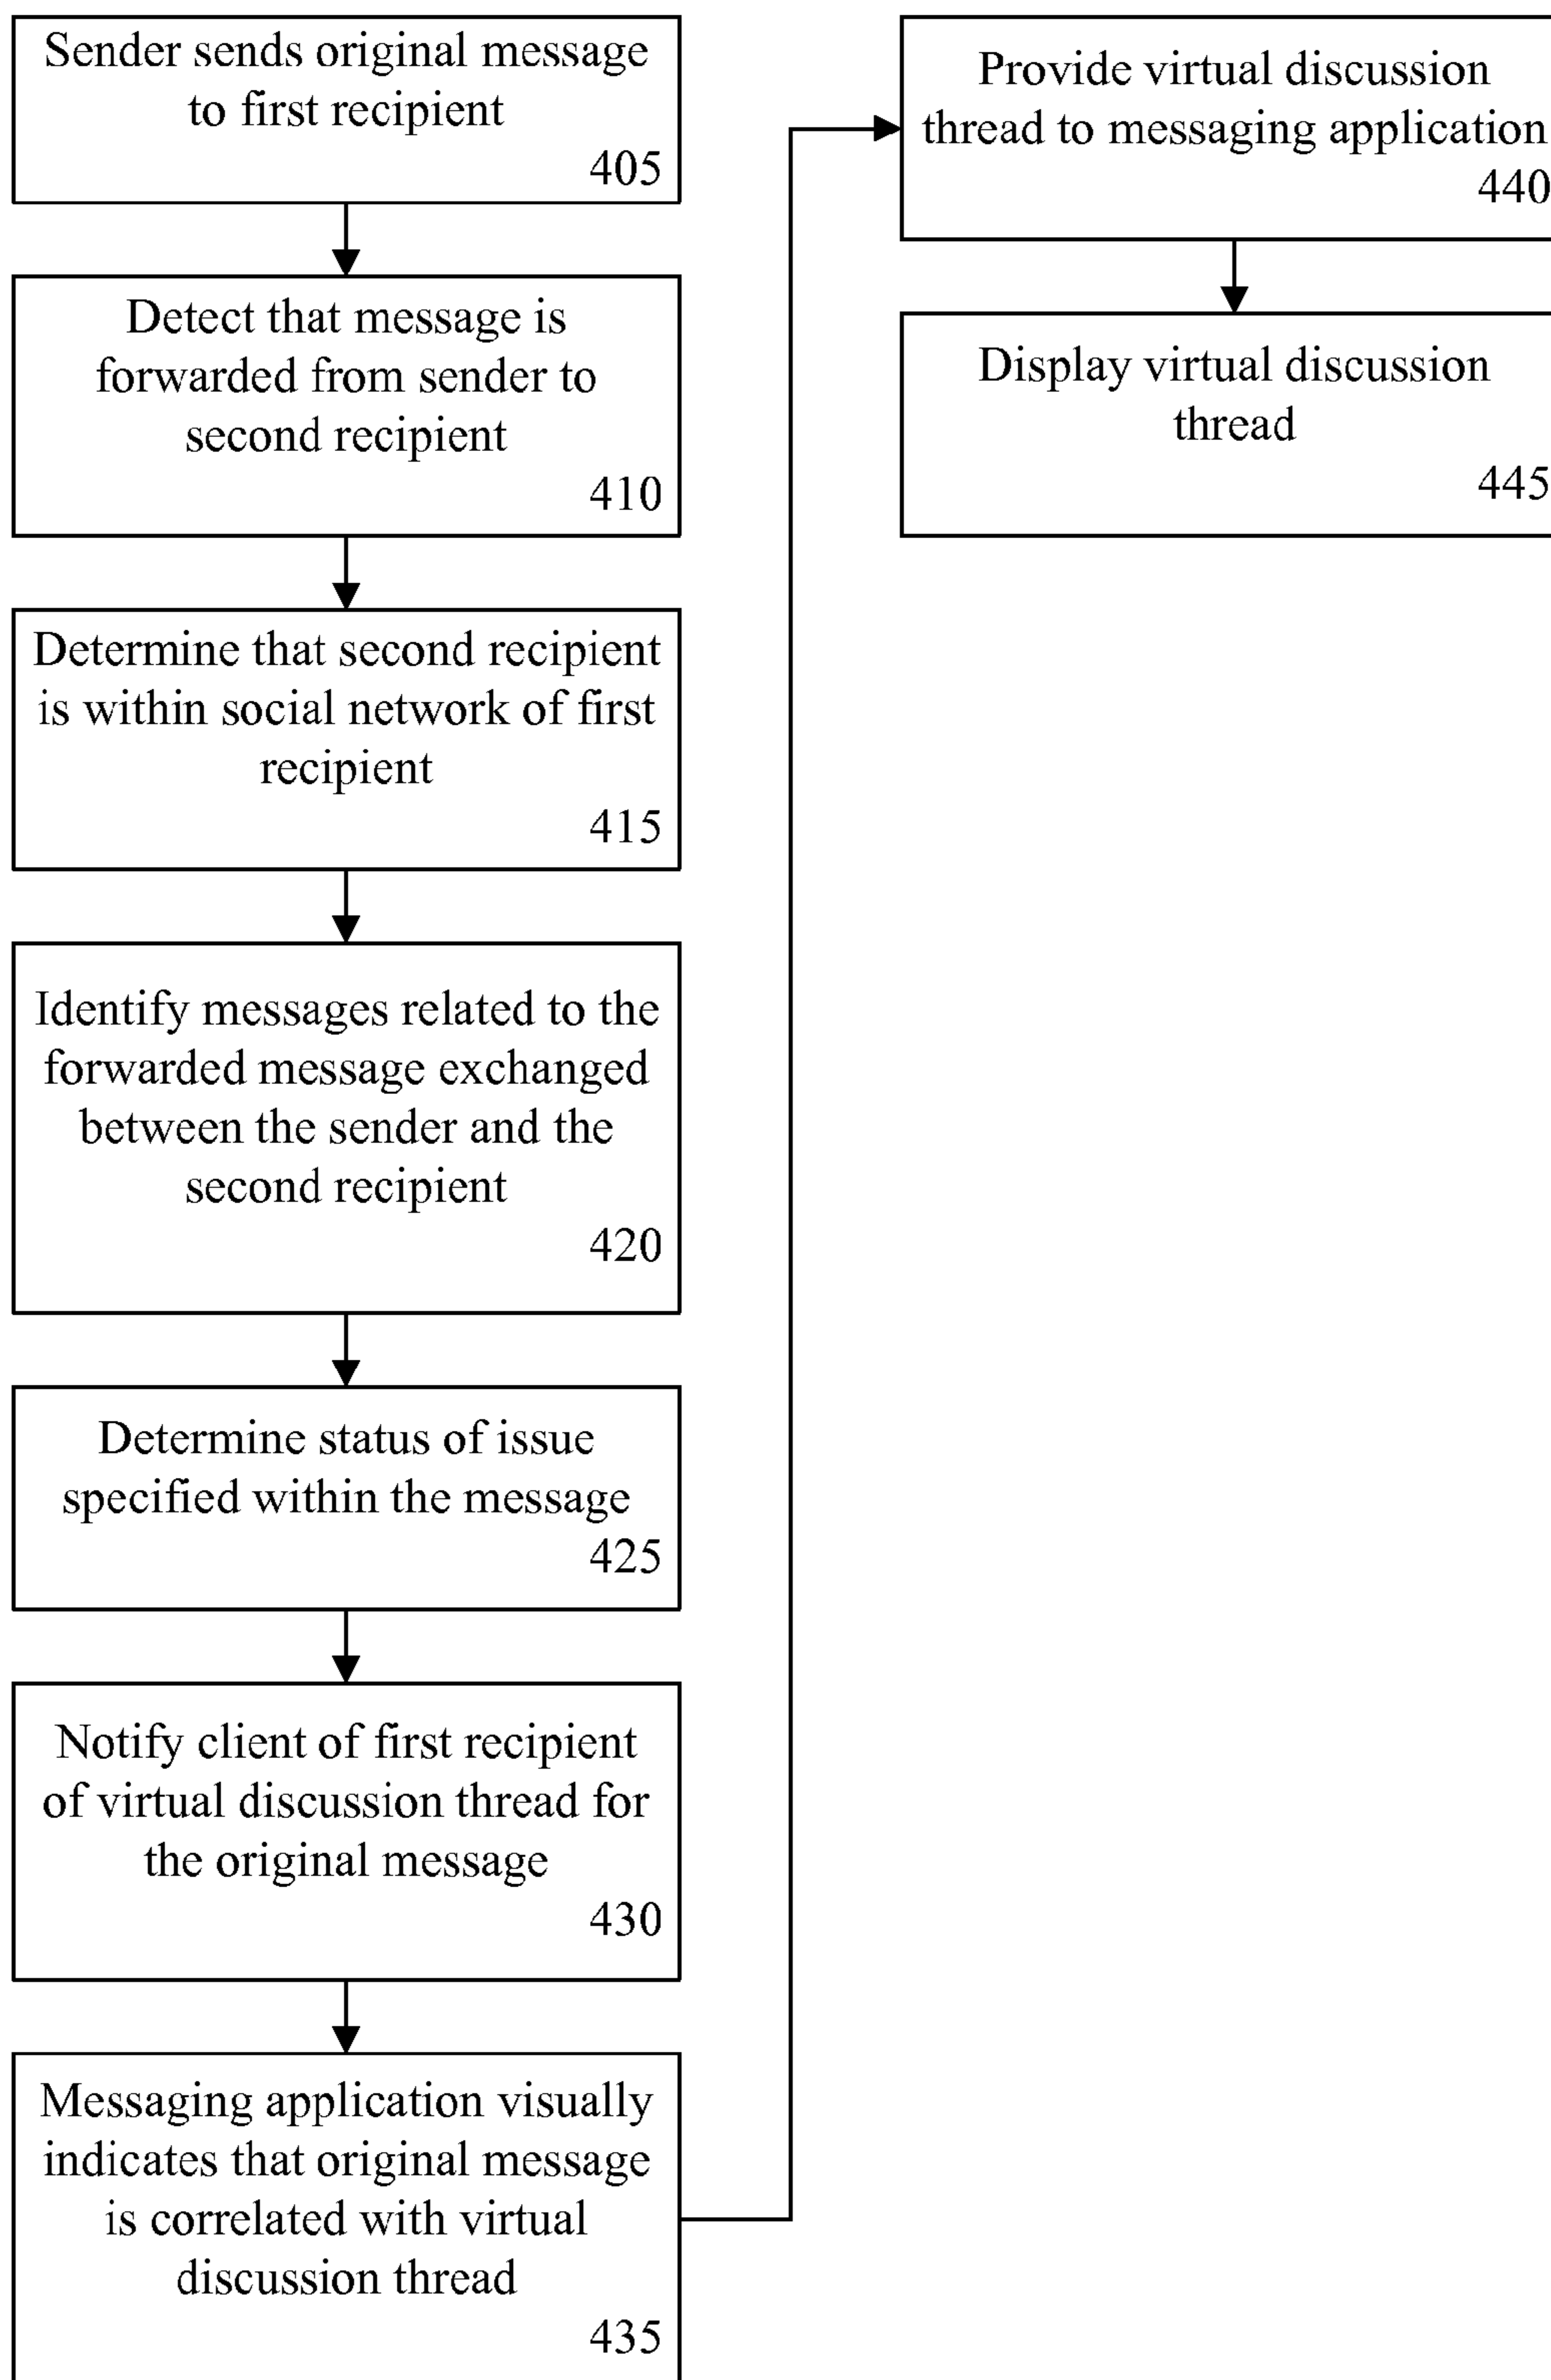 Sender sends original message
to first recipient
405
Detect that message is
forwarded from sender to
second recipient
410
Determine that second recipient
is within social network of first
recipient
415
Identify messages related to the
forwarded message exchanged
between the sender and the
second recipient
420
Determine status of issue
specified within the message
425
Notify client of first recipient
of virtual discussion thread for
the original message
430
Messaging application visually
indicates that original message
is correlated with virtual
discussion thread
435
Provide virtual discussion
thread to messaging application
440
Display virtual discussion
thread
445